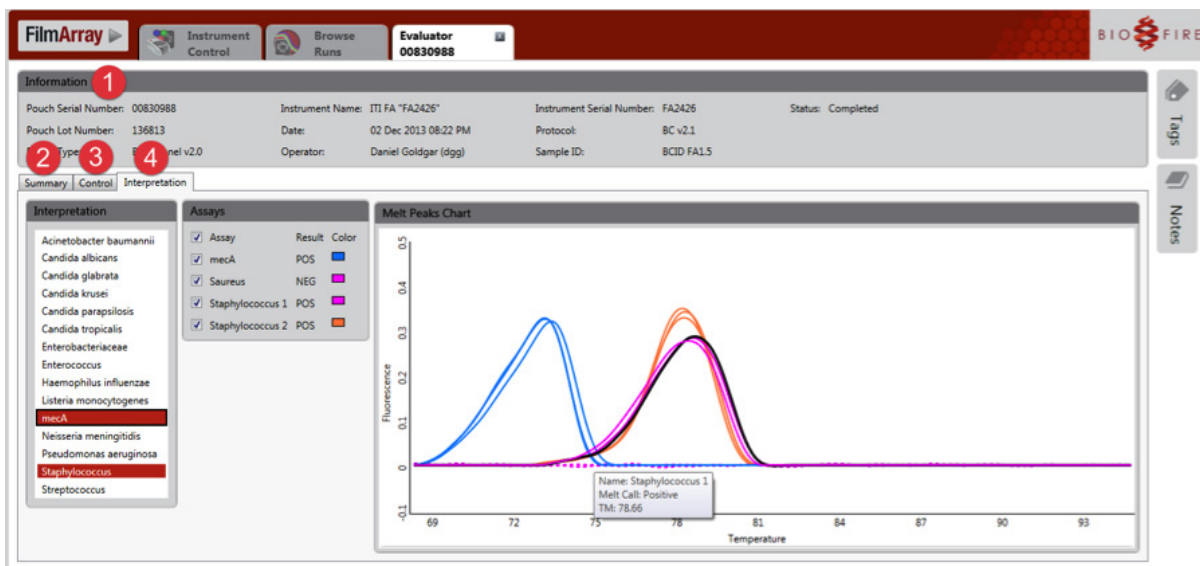 FilmArray
Instrument Control
Browse Runs
Evaluator 00830988
BIO FIRE
Information 1
Pouch Serial Number: 00830988 Instrument Name: ITI FA "FA2426" Instrument Serial Number: FA2426 Status: Completed
Pouch Lot Number: 136813 Date: 02 Dec 2013 08:22 PM Protocol: BC v2.1
Type: nel v2.0 Operator: Daniel Goldgar (dgg) Sample ID: BCID FA1.5
2 3 4
Summary Control Interpretation
Tags
Notes
Interpretation
Acinetobacter baumannii
Candida albicans
Candida glabrata
Candida krusei
Candida parapsilosis
Candida tropicalis
Enterobacteriaceae
Enterococcus
Haemophilus influenzae
Listeria monocytogenes
mecA
Neisseria meningitidis
Pseudomonas aeruginosa
Staphylococcus
Streptococcus
Assays
Assay Result Color
mecA POS
Saureus NEG
Staphylococcus 1 POS
Staphylococcus 2 POS
Melt Peaks Chart
0.5
0.4
0.3
0.2
0.1
0
-0.1
Fluorescence
Name: Staphylococcus 1
Melt Call: Positive
TM: 78.66
69 72 75 78 81 84 87 90 93
Temperature